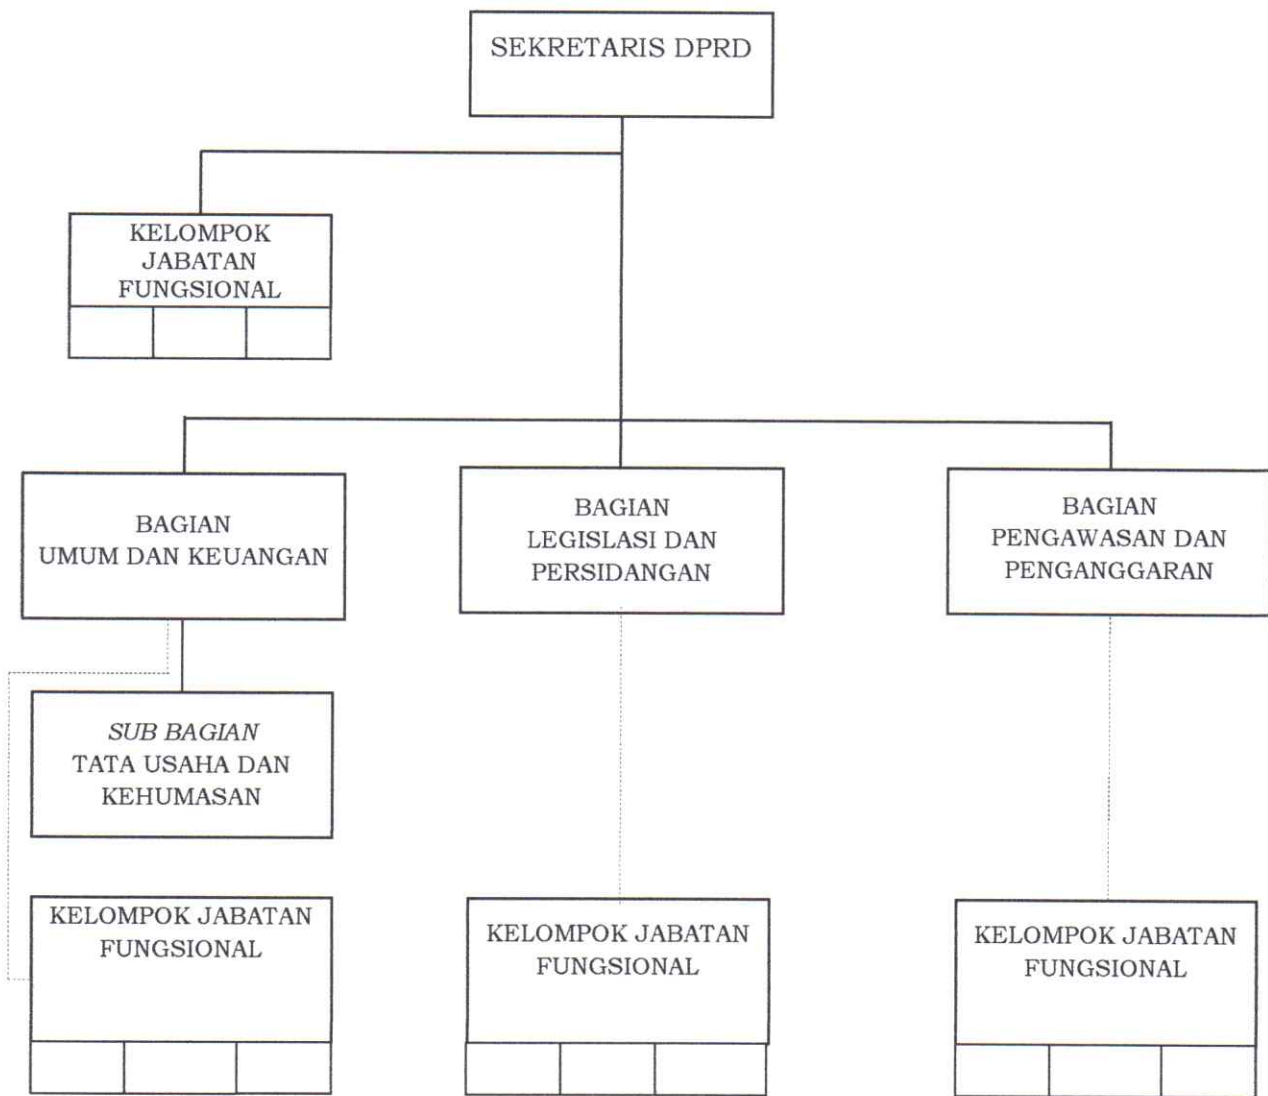 SEKRETARIS DPRD
KELOMPOK
JABATAN
FUNGSIONAL
BAGIAN
UMUM DAN KEUANGAN
BAGIAN
LEGISLASI DAN
PERSIDANGAN
BAGIAN
PENGAWASAN DAN
PENGANGGARAN
SUB BAGIAN
TATA USAHA DAN
KEHUMASAN
KELOMPOK JABATAN
FUNGSIONAL
KELOMPOK JABATAN
FUNGSIONAL
KELOMPOK JABATAN
FUNGSIONAL